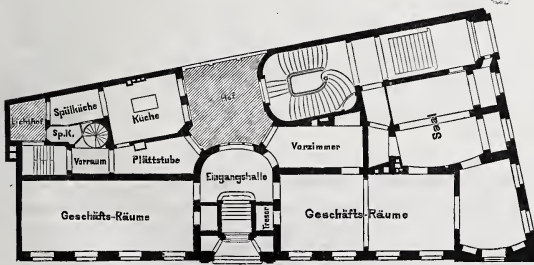 Hof
Lichthof
Spülküche
Küche
Sp.K.
Vorraum
Plättstube
Vorzimmer
Saal
Eingangshalle
Geschäfts-Räume
Tresor
Geschäfts-Räume